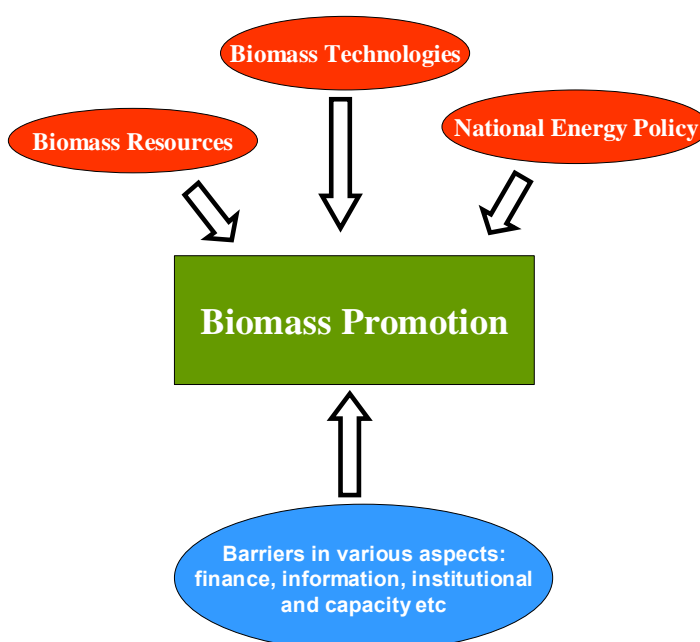 Biomass Technologies
Biomass Resources
National Energy Policy
Biomass Promotion
Barriers in various aspects:
finance, information, institutional
and capacity etc